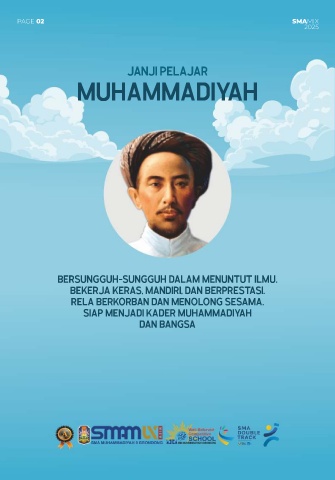 PAGE 02
SMAMIX
2025
JANJI PELAJAR
MUHAMMADIYAH
BERSUNGGUH-SUNGGUH DALAM MENUNTUT ILMU.
BEKERJA KERAS, MANDIRI, DAN BERPRESTASI.
RELA BERKORBAN DAN MENOLONG SESAMA.
SIAP MENJADI KADER MUHAMMADIYAH
DAN BANGSA
SCHOOL
SMA
DOUBLE
TRACK